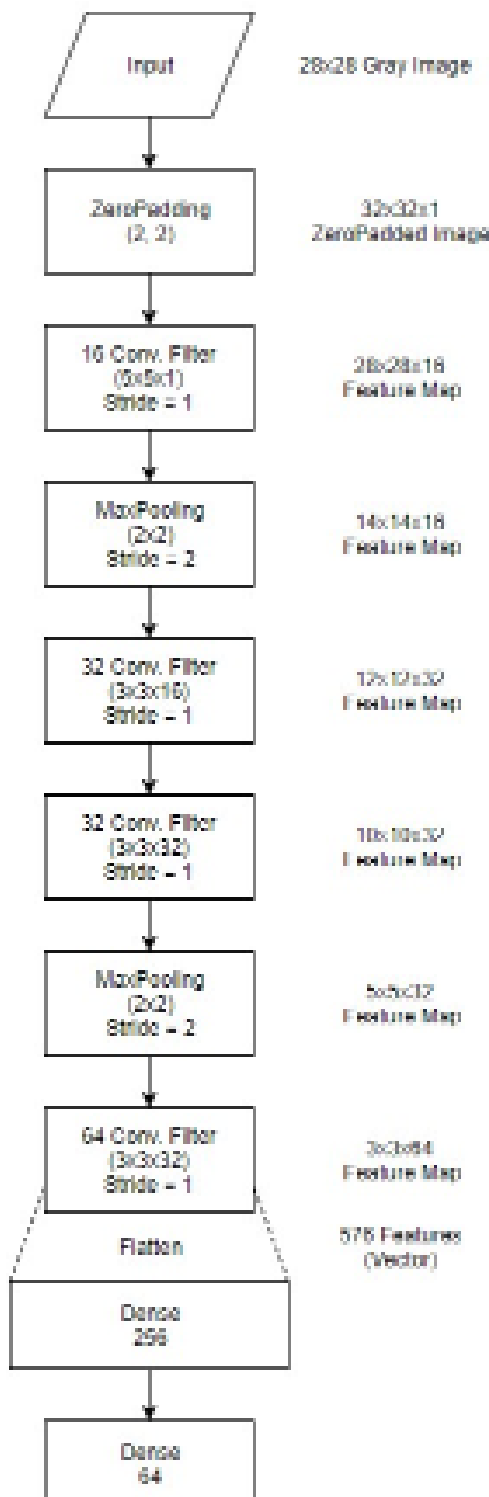 Input
28x28 Gray Image
ZeroPadding
(2, 2)
32x32x1
ZeroPadded Image
16 Conv. Filter
(5x5x1)
Stride = 1
28x28x16
Feature Map
MaxPooling
(2x2)
Stride = 2
14x14x16
Feature Map
32 Conv. Filter
(3x3x16)
Stride = 1
12x12x32
Feature Map
32 Conv. Filter
(3x3x32)
Stride = 1
10x10x32
Feature Map
MaxPooling
(2x2)
Stride = 2
5x5x32
Feature Map
64 Conv. Filter
(3x3x32)
Stride = 1
3x3x64
Feature Map
Flatten
576 Features
(Vector)
Dense
256
Dense
64